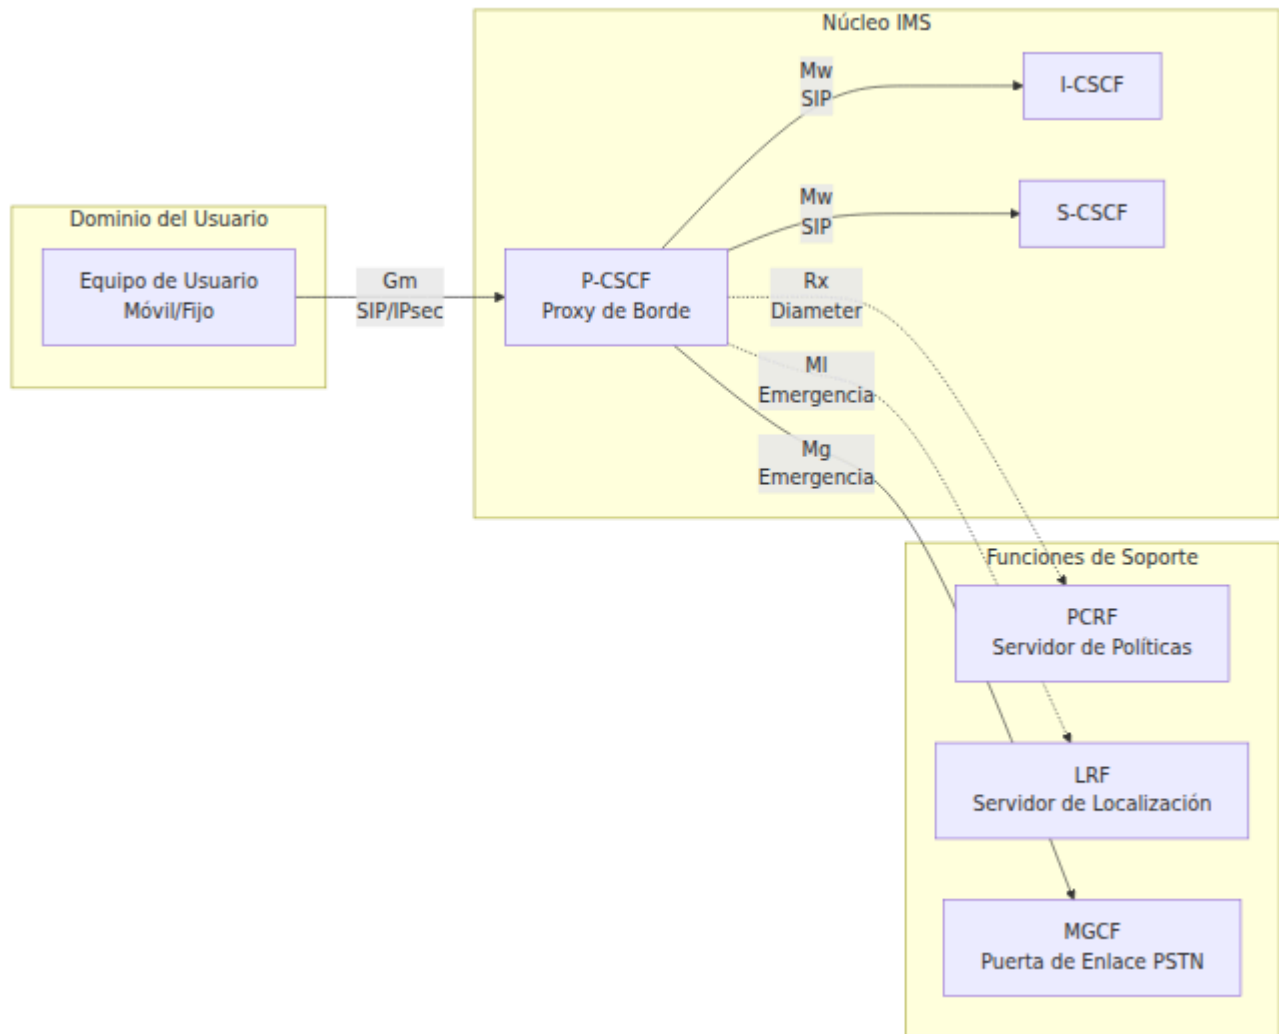 Núcleo IMS
Mw
SIP
I-CSCF
Mw
SIP
S-CSCF
Dominio del Usuario
Equipo de Usuario
Móvil/Fijo
Gm
SIP/IPsec
P-CSCF
Proxy de Borde
Rx
Diameter
Ml
Emergencia
Mg
Emergencia
Funciones de Soporte
PCRF
Servidor de Políticas
LRF
Servidor de Localización
MGCF
Puerta de Enlace PSTN